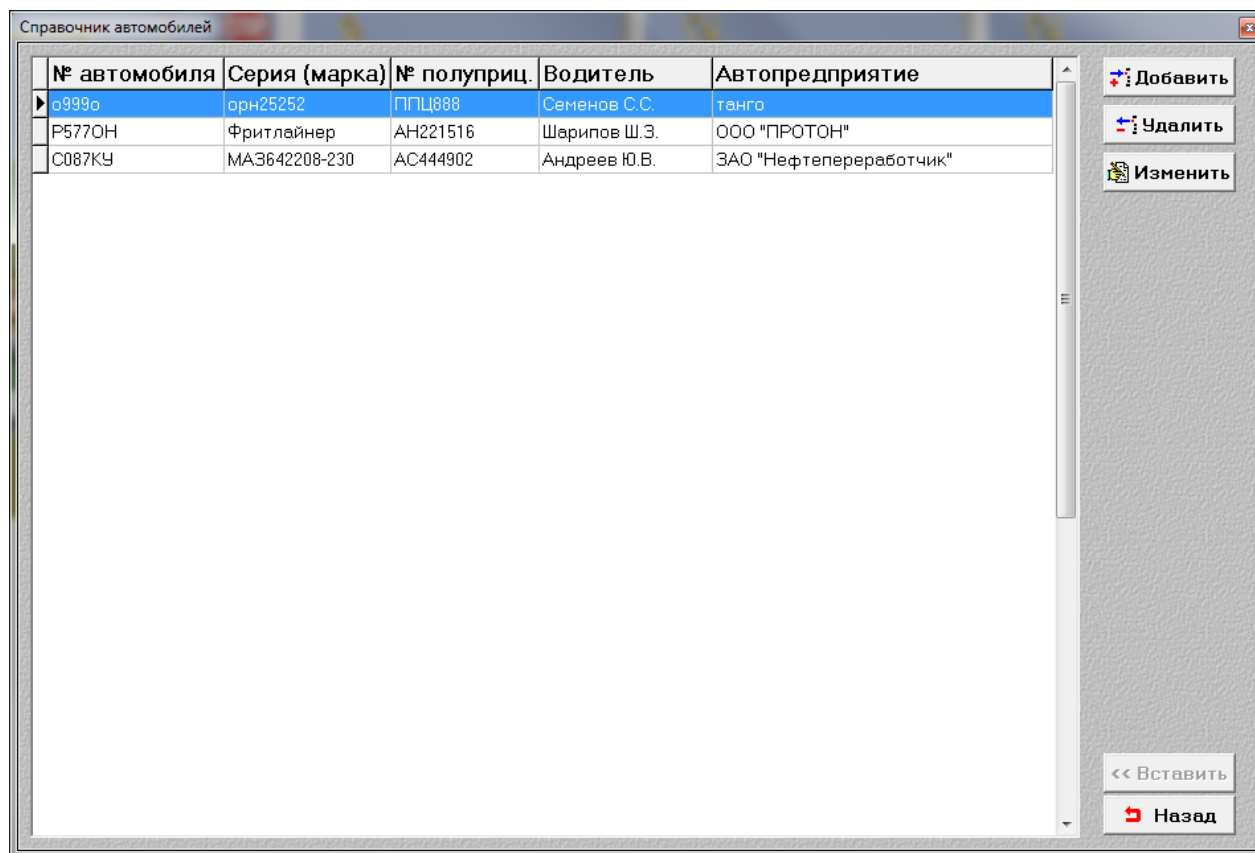 Справочник автомобилей
№ автомобиля Серия (марка) № полуприц. Водитель Автопредприятие
о999о орн25252 ППЦ888 Семенов С.С. танго
Р577ОН Фритлайнер АН221516 Шарипов Ш.З. ООО "ПРОТОН"
С087КУ МАЗ642208-230 АС444902 Андреев Ю.В. ЗАО "Нефтепереработчик"
Добавить
Удалить
Изменить
<< Вставить
Назад